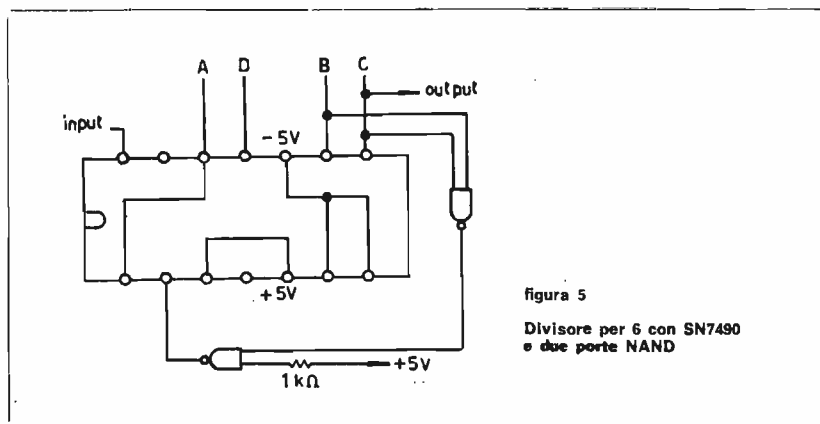 A D B C
output
input
- 5V
+5V
+5V
1kΩ
figura 5
Divisore per 6 con SN7490
e due porte NAND